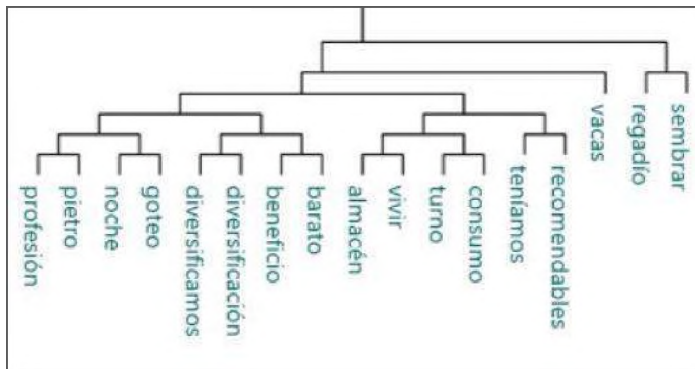 profesión
pietro
noche
goteo
diversificamos
diversificación
beneficio
barato
almacén
vivir
turno
consumo
teníamos
recomendables
vacas
regadío
sembrar